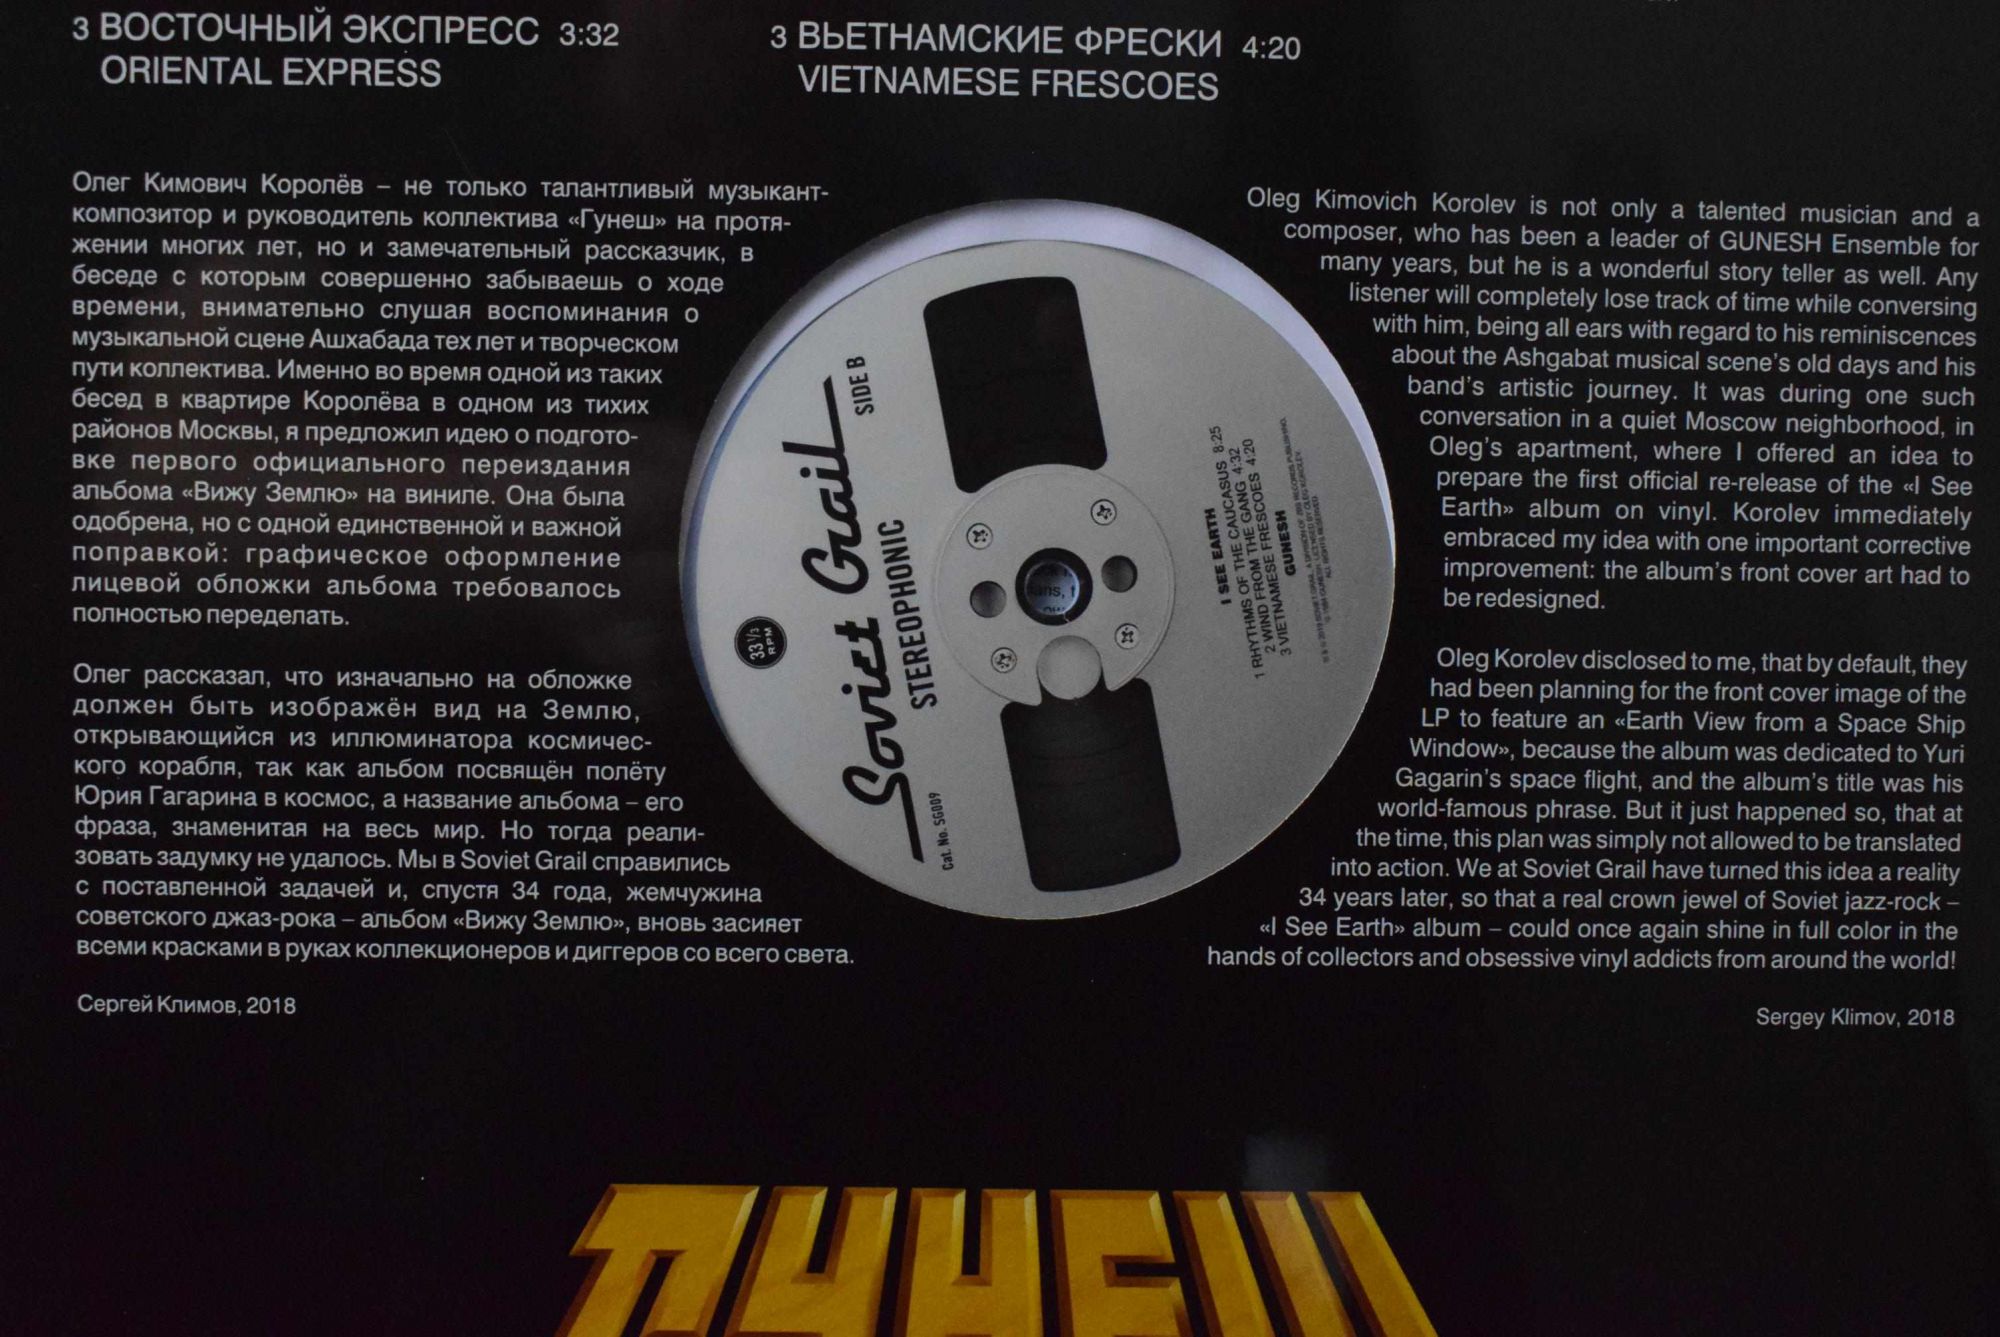 3 ВОСТОЧНЫЙ ЭКСПРЕСС 3:32
ORIENTAL EXPRESS
3 ВЬЕТНАМСКИЕ ФРЕСКИ 4:20
VIETNAMESE FRESCOES
Олег Кимович Королёв – не только талантливый музыкант-
композитор и руководитель коллектива «Гунеш» на протя-
жении многих лет, но и замечательный рассказчик, в
беседе с которым совершенно забываешь о ходе
времени, внимательно слушая воспоминания о
музыкальной сцене Ашхабада тех лет и творческом
пути коллектива. Именно во время одной из таких
бесед в квартире Королёва в одном из тихих
районов Москвы, я предложил идею о подгото-
вке первого официального переиздания
альбома «Вижу Землю» на виниле. Она была
одобрена, но с одной единственной и важной
поправкой: графическое оформление
лицевой обложки альбома требовалось
полностью переделать.
Олег рассказал, что изначально на обложке
должен быть изображён вид на Землю,
открывающийся из иллюминатора космичес-
кого корабля, так как альбом посвящён полёту
Юрия Гагарина в космос, а название альбома – его
фраза, знаменитая на весь мир. Но тогда реали-
зовать задумку не удалось. Мы в Soviet Grail справились
с поставленной задачей и, спустя 34 года, жемчужина
советского джаз-рока – альбом «Вижу Землю», вновь засияет
всеми красками в руках коллекционеров и диггеров со всего света.
Сергей Климов, 2018
Soviet Grail
STEREOPHONIC
SIDE B
33 1/3
RPM
Cat. No. SG009
I SEE EARTH
1 RHYTHMS OF THE CAUCASUS 8:25
2 WIND FROM THE GANG 4:32
3 VIETNAMESE FRESCOES 4:20
GUNESH
ALL RIGHTS RESERVED
Oleg Kimovich Korolev is not only a talented musician and a
composer, who has been a leader of GUNESH Ensemble for
many years, but he is a wonderful story teller as well. Any
listener will completely lose track of time while conversing
with him, being all ears with regard to his reminiscences
about the Ashgabat musical scene's old days and his
band's artistic journey. It was during one such
conversation in a quiet Moscow neighborhood, in
Oleg's apartment, where I offered an idea to
prepare the first official re-release of the «I See
Earth» album on vinyl. Korolev immediately
embraced my idea with one important corrective
improvement: the album's front cover art had to
be redesigned.
Oleg Korolev disclosed to me, that by default, they
had been planning for the front cover image of the
LP to feature an «Earth View from a Space Ship
Window», because the album was dedicated to Yuri
Gagarin's space flight, and the album's title was his
world-famous phrase. But it just happened so, that at
the time, this plan was simply not allowed to be translated
into action. We at Soviet Grail have turned this idea a reality
34 years later, so that a real crown jewel of Soviet jazz-rock –
«I See Earth» album – could once again shine in full color in the
hands of collectors and obsessive vinyl addicts from around the world!
Sergey Klimov, 2018
ГУНЕШ